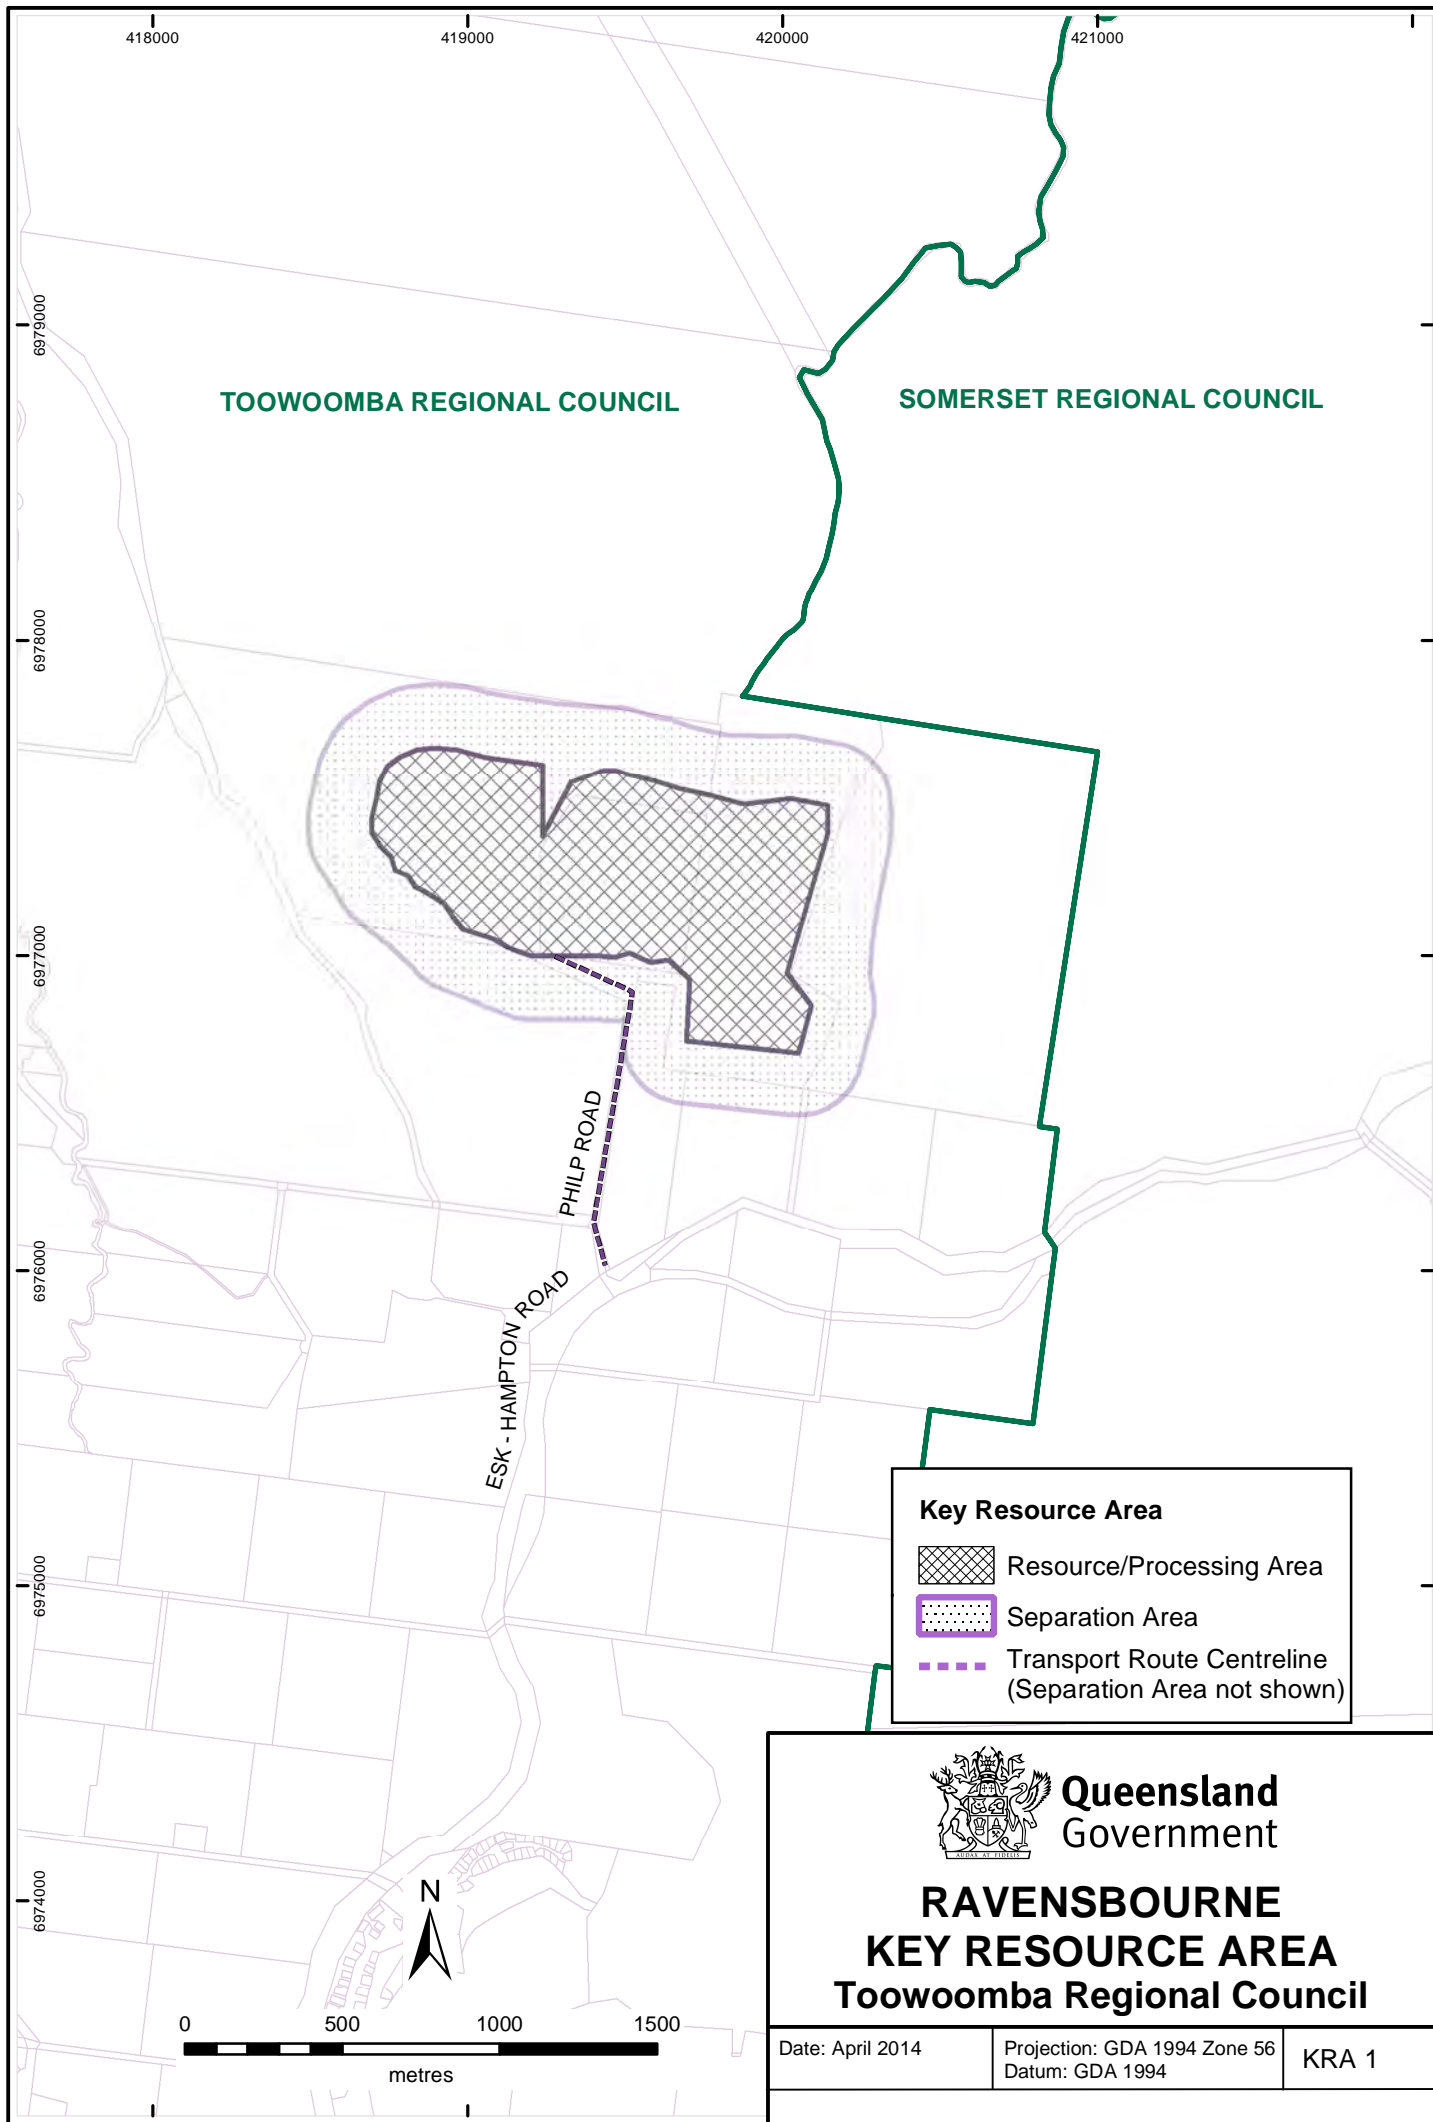 418000
419000
420000
421000
6979000
TOOWOOMBA REGIONAL COUNCIL
SOMERSET REGIONAL COUNCIL
6978000
6977000
PHILP ROAD
6976000
ESK - HAMPTON ROAD
Key Resource Area
Resource/Processing Area
6975000
Separation Area
Transport Route Centreline
(Separation Area not shown)
AUDAX AT FIDELIS
Queensland
Government
6974000
N
RAVENSBOURNE
KEY RESOURCE AREA
Toowoomba Regional Council
0 500 1000 1500
metres
Date: April 2014
Projection: GDA 1994 Zone 56
Datum: GDA 1994
KRA 1